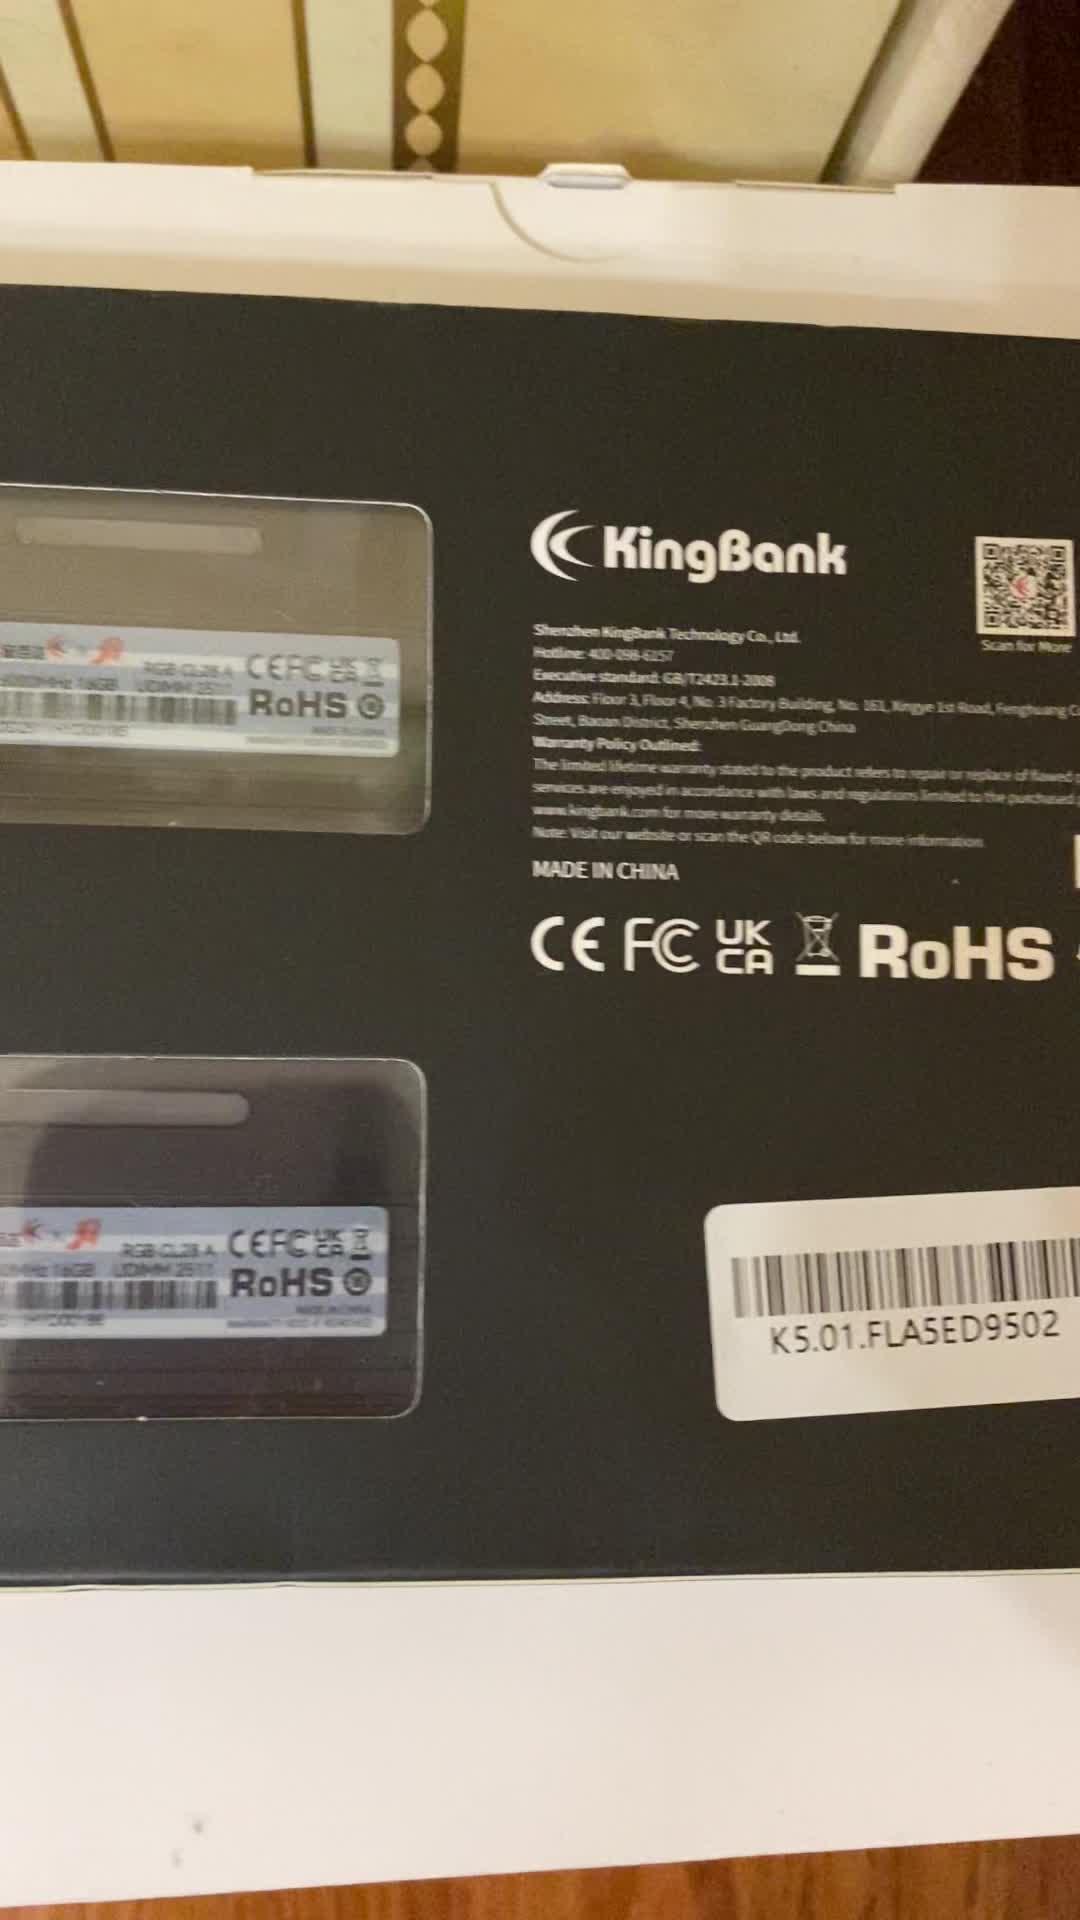 KingBank
Scan for More
Shenzhen KingBank Technology Co., Ltd.
Hotline: 400-098-6157
Executive standard: GB/T2423.1-2008
Address: Floor 3, Floor 4, No. 3 Factory Building, No. 161, Xingye 1st Road, Fenghuang
Street, Baoan District, Shenzhen GuangDong China
Warranty Policy Outlined:
The limited lifetime warranty stated to the product refers to repair or replace of flawed
services are enjoyed in accordance with laws and regulations limited to the purchased
www.kingbank.com for more warranty details.
Note: Visit our website or scan the QR code below for more information
MADE IN CHINA
CE FC UK CA RoHS
RGB CL28 A CE FC UK CA
16GB UDIMM 2511 RoHS
RGB CL28 A CE FC UK CA
16GB UDIMM 2511 RoHS
K5.01.FLA5ED9502